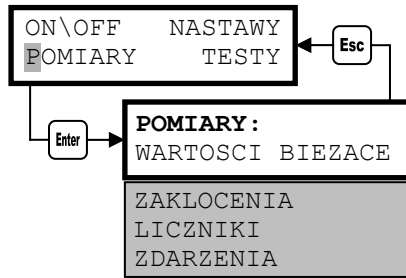 ON\OFF NASTAWY
POMIARY TESTY
Esc
Enter
POMIARY:
WARTOSCI BIEZACE
ZAKLOCENIA
LICZNIKI
ZDARZENIA